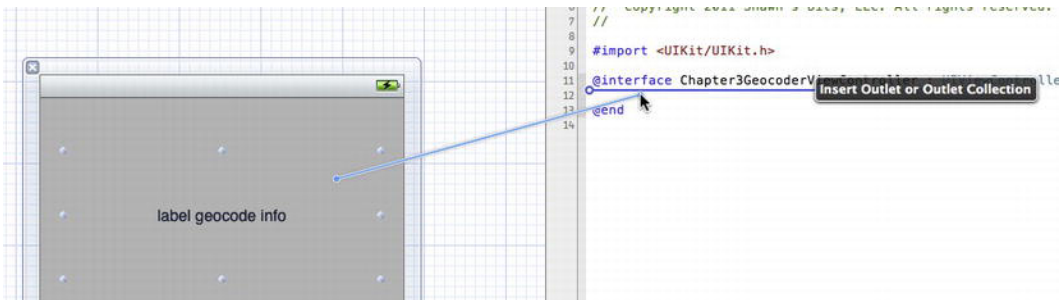 // Copyright 2011 Shawn's Bits, LLC. All rights reserved.
7 //
8
9 #import <UIKit/UIKit.h>
10
11 @interface Chapter3GeocoderViewController :
12
Insert Outlet or Outlet Collection
13 @end
14
label geocode info